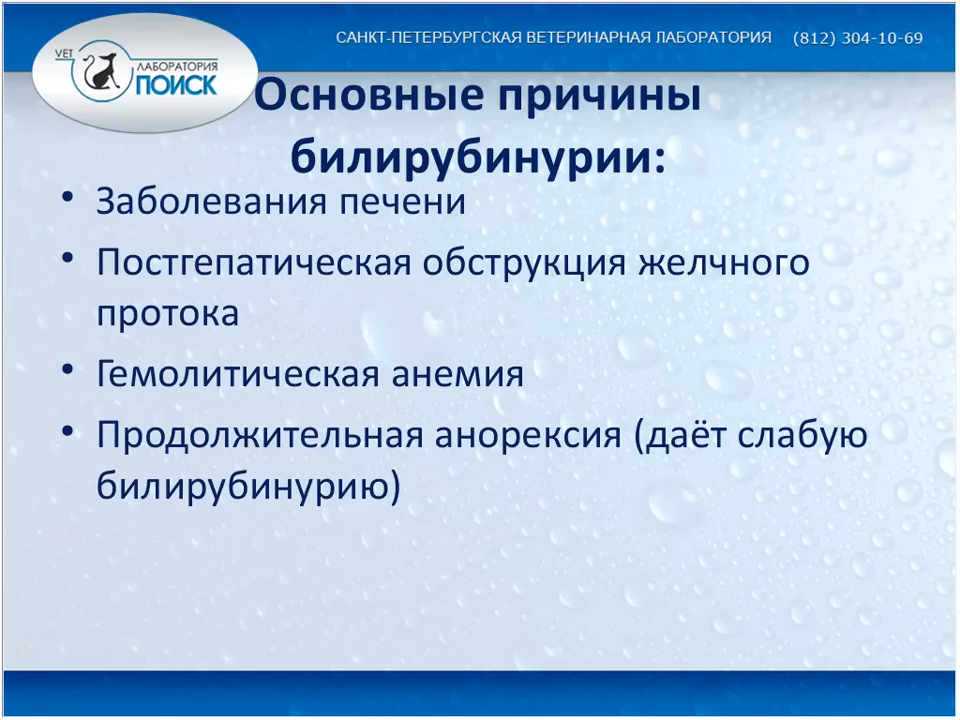 САНКТ-ПЕТЕРБУРГСКАЯ ВЕТЕРИНАРНАЯ ЛАБОРАТОРИЯ (812) 304-10-69
VET
ЛАБОРАТОРИЯ
ПОИСК
Основные причины
билирубинурии:
• Заболевания печени
• Постгепатическая обструкция желчного
протока
• Гемолитическая анемия
• Продолжительная анорексия (даёт слабую
билирубинурию)